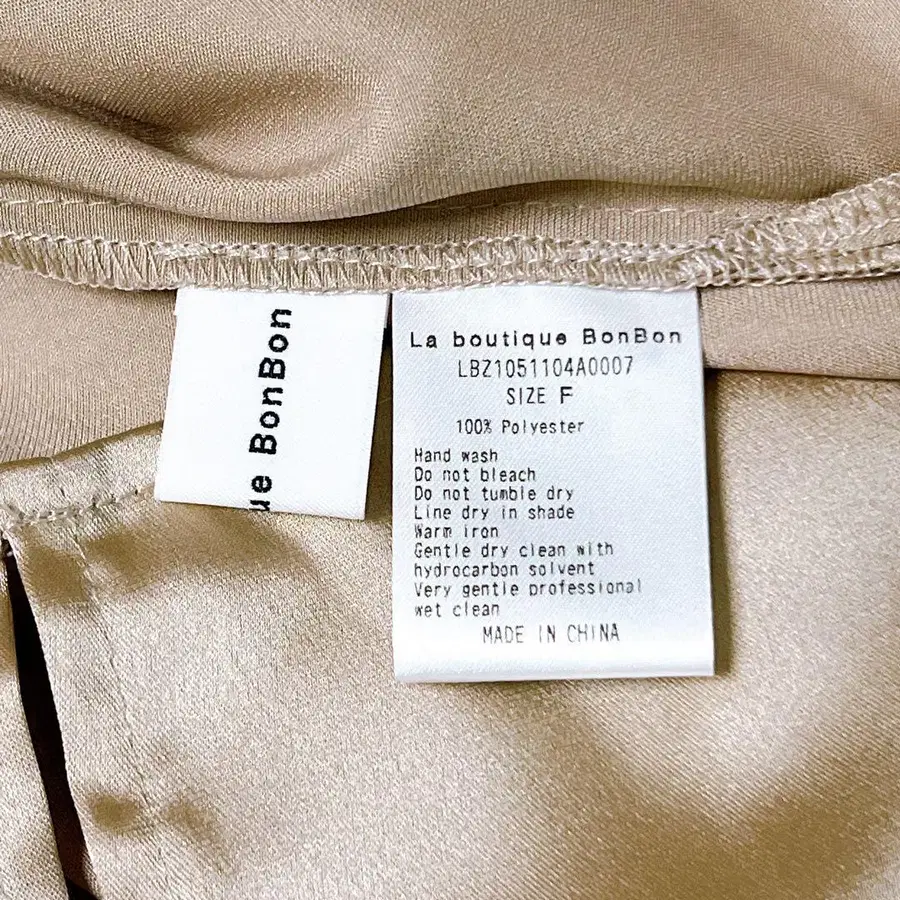 ue BonBon
La boutique BonBon
LBZ1051104A0007
SIZE F
100% Polyester
Hand wash
Do not bleach
Do not tumble dry
Line dry in shade
Warm iron
Gentle dry clean with
hydrocarbon solvent
Very gentle professional
wet clean
MADE IN CHINA